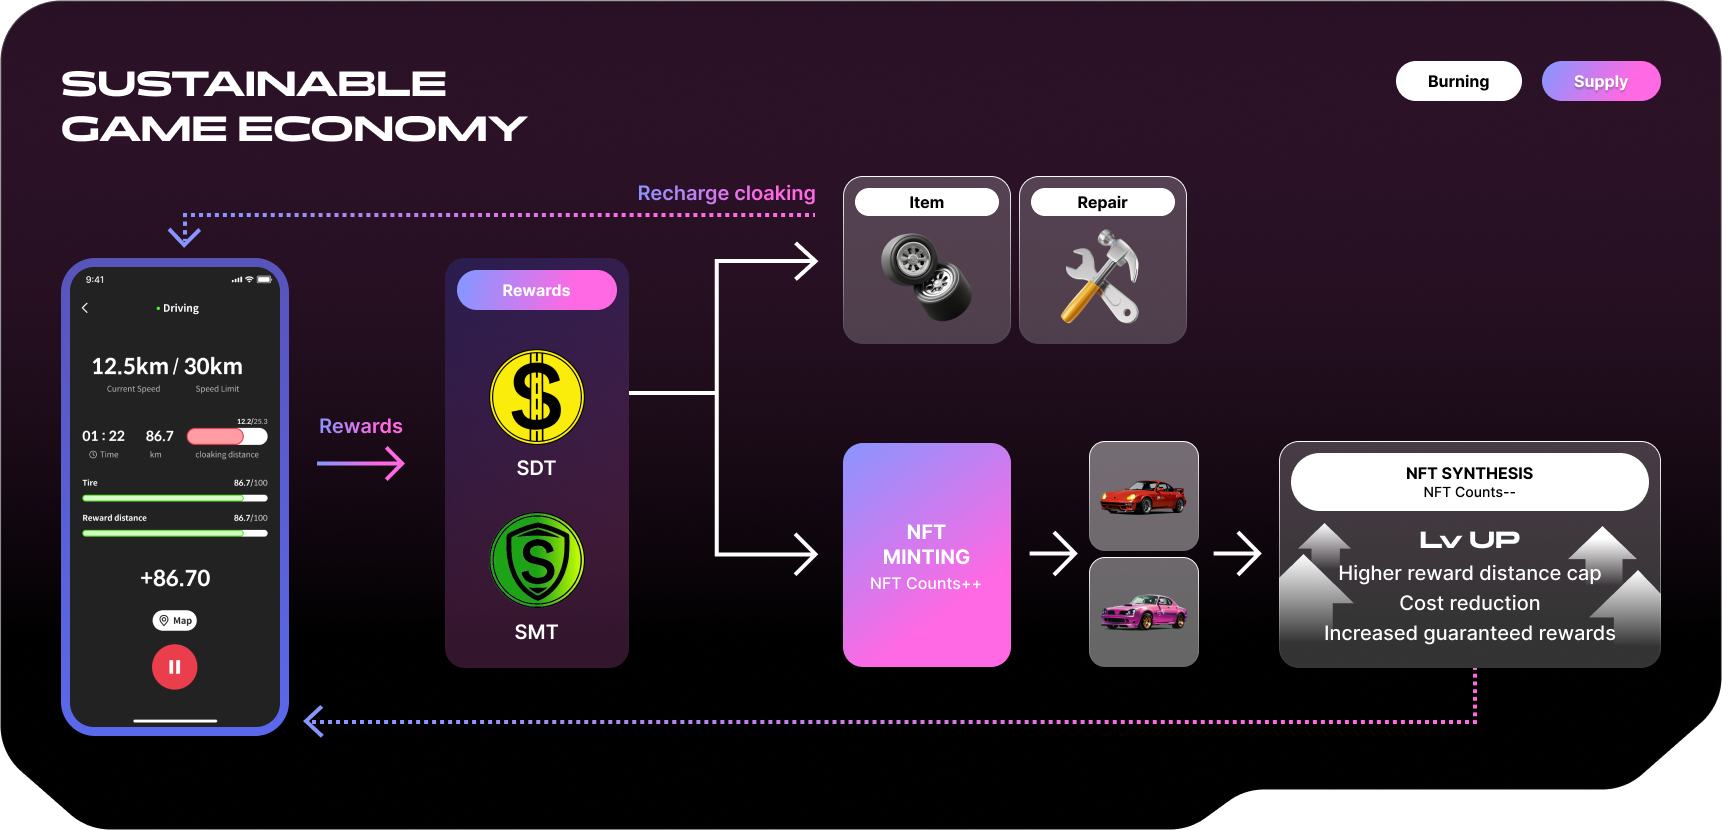 SUSTAINABLE
GAME ECONOMY
Burning
Supply
Recharge cloaking
Item
Repair
9:41
Driving
12.5km / 30km
Current Speed
Speed Limit
12.2/25.3
01 : 22
86.7
Time
km
cloaking distance
Tire
86.7/100
Reward distance
86.7/100
+86.70
Map
Rewards
Rewards
SDT
SMT
NFT
MINTING
NFT Counts++
NFT SYNTHESIS
NFT Counts--
Lv UP
Higher reward distance cap
Cost reduction
Increased guaranteed rewards